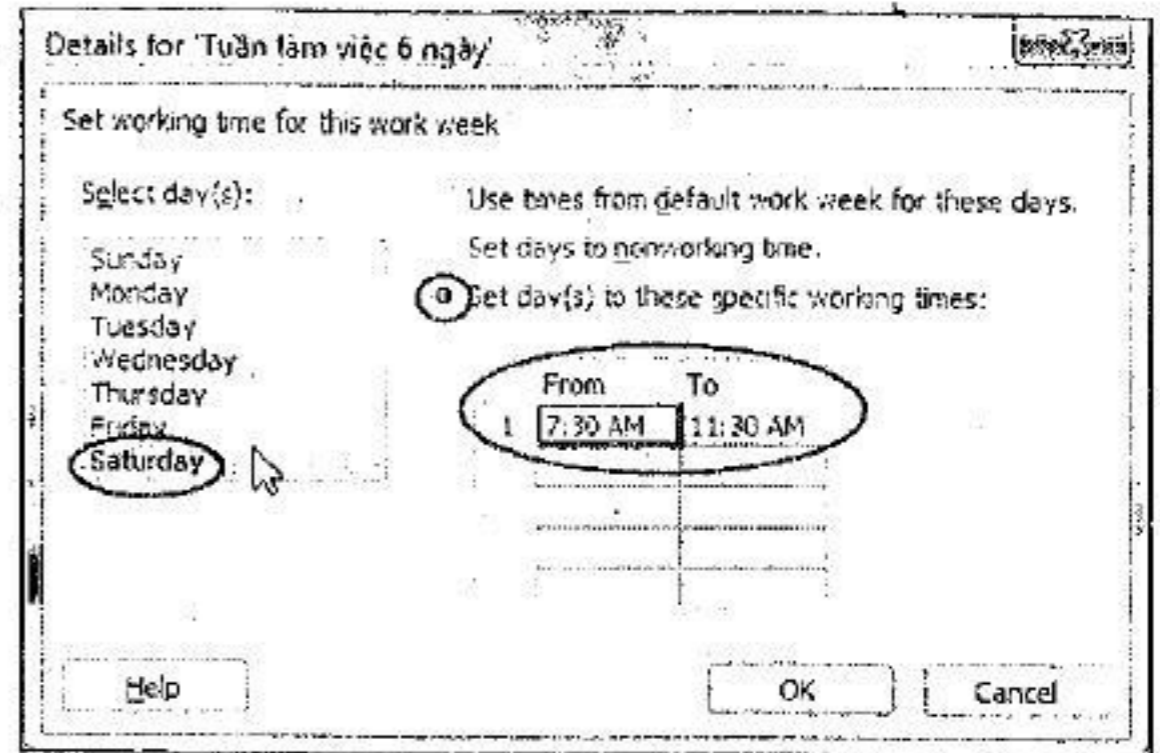 Details for 'Tuần làm việc 6 ngày'
Set working time for this work week
Select day(s):
Sunday
Monday
Tuesday
Wednesday
Thursday
Friday
Saturday
Use times from default work week for these days.
Set days to nonworking time.
Set day(s) to these specific working times:
From To
1 7:30 AM 11:30 AM
Help OK Cancel